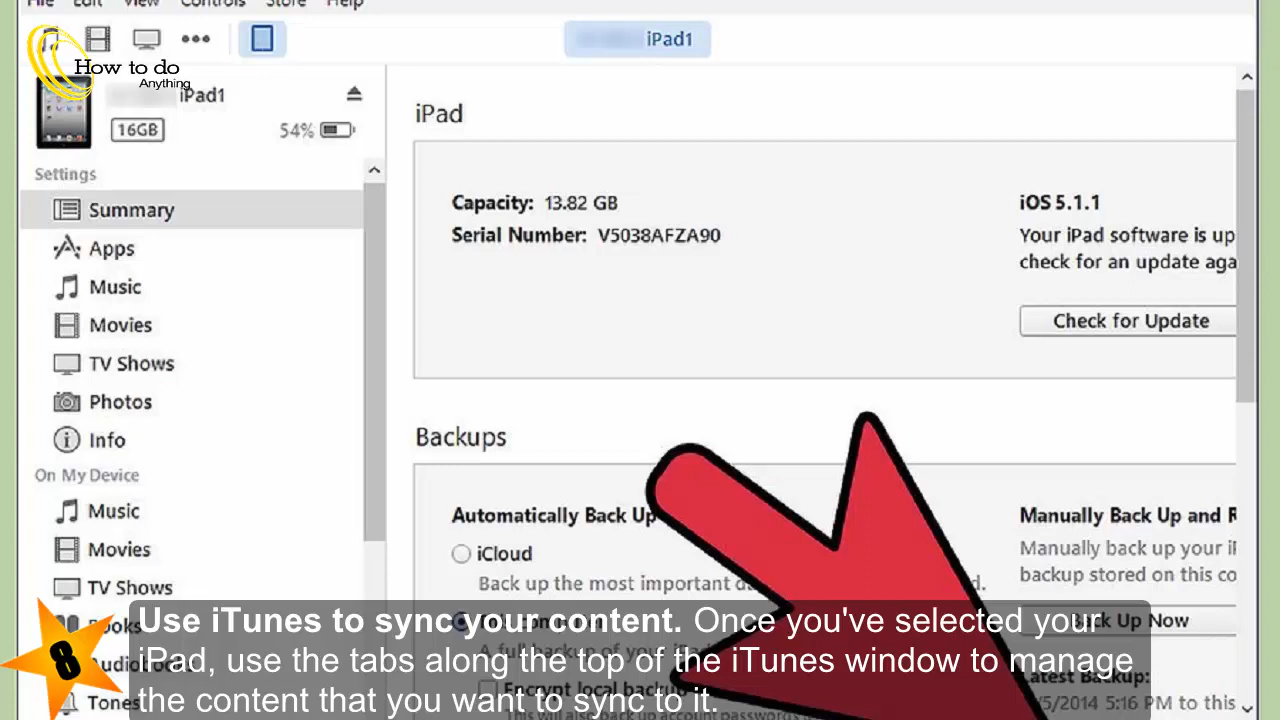 File Edit View Controls Store Help
iPad1
How to do
Anything
iPad1
16GB
54%
Settings
Summary
Apps
Music
Movies
TV Shows
Photos
Info
On My Device
Music
Movies
TV Shows
Books
Tones
iPad
Capacity: 13.82 GB
Serial Number: V5038AFZA90
iOS 5.1.1
Your iPad software is up
check for an update aga
Check for Update
Backups
Automatically Back Up
iCloud
Back up the most important
Encrypt local backup
Manually Back Up and R
Manually back up your iP
backup stored on this co
Back Up Now
Latest Backup:
5/2014 5:16 PM to this
8
Use iTunes to sync your content. Once you've selected your
iPad, use the tabs along the top of the iTunes window to manage
the content that you want to sync to it.